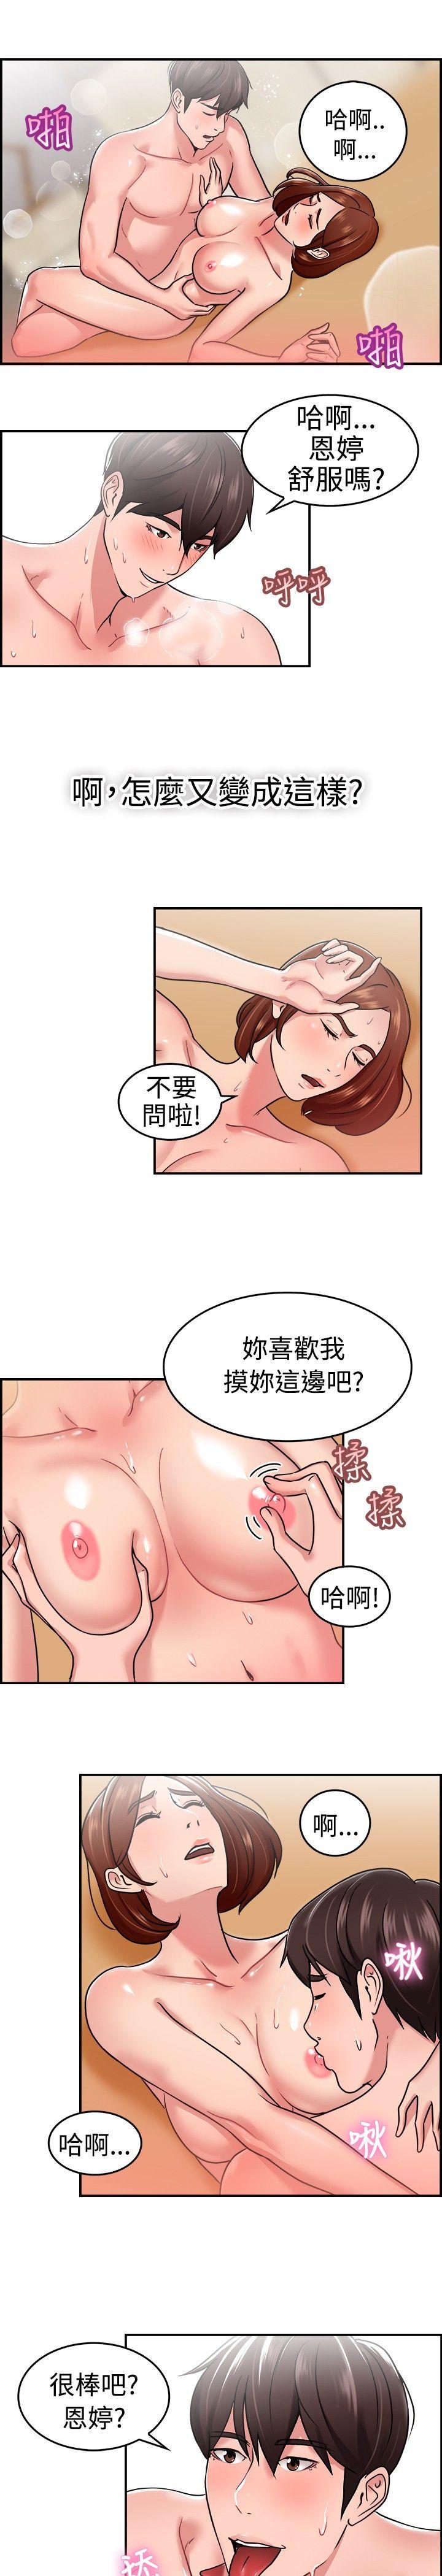 啪
哈啊..
啊...
啪
哈啊...
恩婷
舒服嗎?
呼呼
啊,怎麼又變成這樣?
不要
問啦!
妳喜歡我
摸妳這邊吧?
揉
揉
哈啊!
啊...
啾
啾
哈啊...
很棒吧?
恩婷?
舔